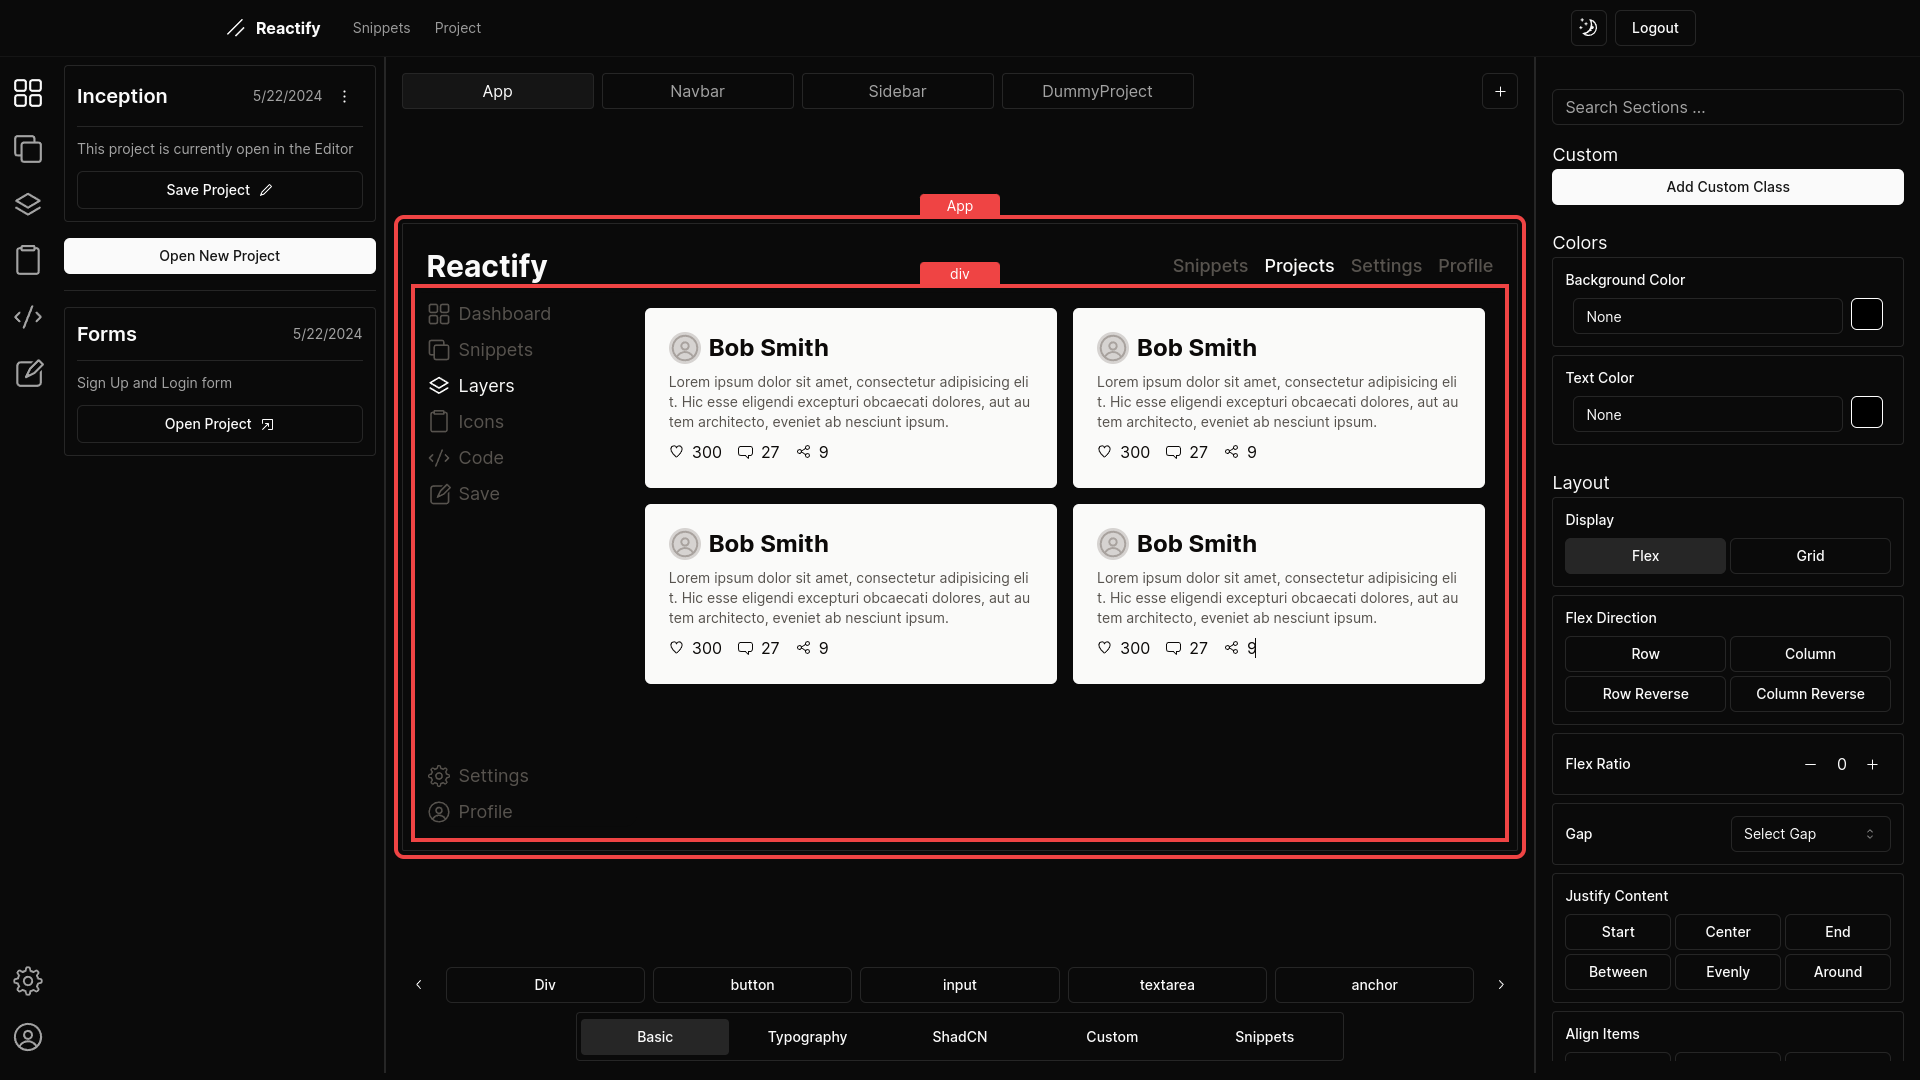 Reactify
Snippets
Project
Logout
Inception
5/22/2024
This project is currently open in the Editor
Save Project
Open New Project
Forms
5/22/2024
Sign Up and Login form
Open Project
App
Navbar
Sidebar
DummyProject
+
App
Reactify
div
Snippets
Projects
Settings
Proflle
Dashboard
Snippets
Layers
Icons
Code
Save
Settings
Profile
Bob Smith
Lorem ipsum dolor sit amet, consectetur adipisicing eli
t. Hic esse eligendi excepturi obcaecati dolores, aut au
tem architecto, eveniet ab nesciunt ipsum.
300 27 9
Bob Smith
Lorem ipsum dolor sit amet, consectetur adipisicing eli
t. Hic esse eligendi excepturi obcaecati dolores, aut au
tem architecto, eveniet ab nesciunt ipsum.
300 27 9
Bob Smith
Lorem ipsum dolor sit amet, consectetur adipisicing eli
t. Hic esse eligendi excepturi obcaecati dolores, aut au
tem architecto, eveniet ab nesciunt ipsum.
300 27 9
Bob Smith
Lorem ipsum dolor sit amet, consectetur adipisicing eli
t. Hic esse eligendi excepturi obcaecati dolores, aut au
tem architecto, eveniet ab nesciunt ipsum.
300 27 9
Div
button
input
textarea
anchor
Basic
Typography
ShadCN
Custom
Snippets
Search Sections ...
Custom
Add Custom Class
Colors
Background Color
None
Text Color
None
Layout
Display
Flex
Grid
Flex Direction
Row
Column
Row Reverse
Column Reverse
Flex Ratio
− 0 +
Gap
Select Gap
Justify Content
Start
Center
End
Between
Evenly
Around
Align Items